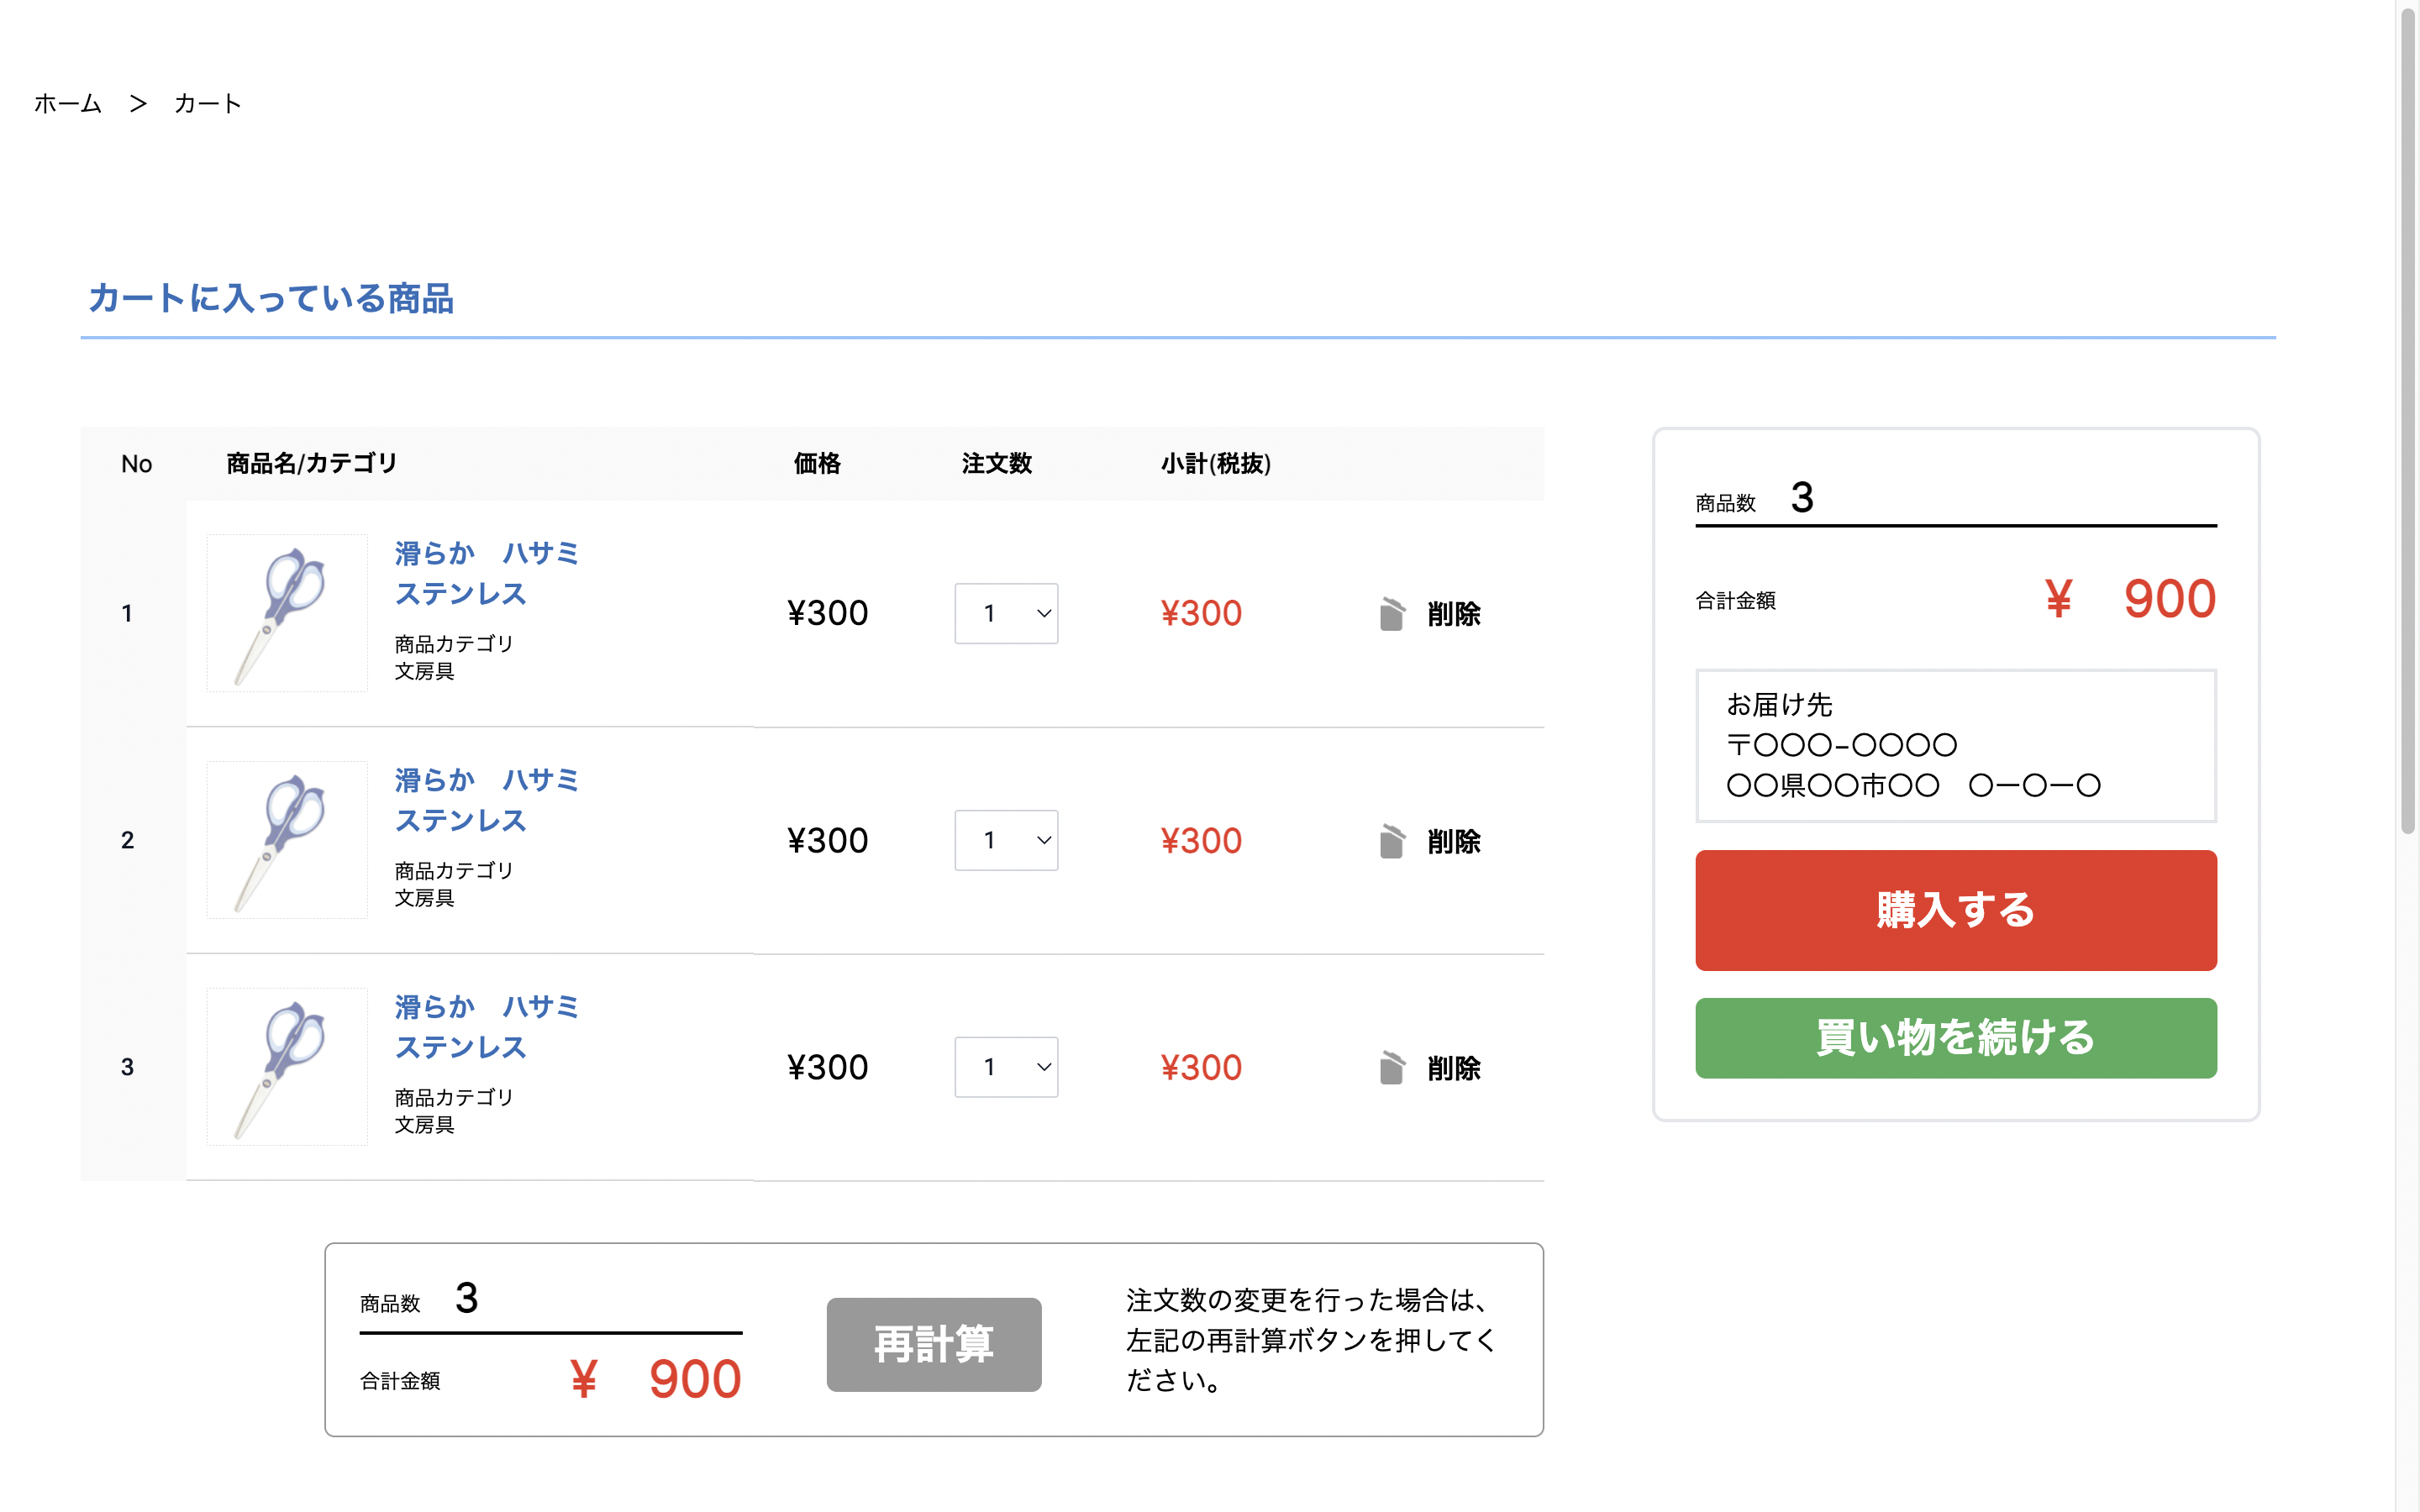 ホーム　＞　カート
カートに入っている商品
No 商品名/カテゴリ 価格 注文数 小計(税抜)
1
滑らか　ハサミ
ステンレス
商品カテゴリ
文房具
¥300 1 ¥300 削除
2
滑らか　ハサミ
ステンレス
商品カテゴリ
文房具
¥300 1 ¥300 削除
3
滑らか　ハサミ
ステンレス
商品カテゴリ
文房具
¥300 1 ¥300 削除
商品数 3
合計金額 ¥ 900
再計算
注文数の変更を行った場合は、
左記の再計算ボタンを押してく
ださい。
商品数 3
合計金額 ¥ 900
お届け先
〒〇〇〇-〇〇〇〇
〇〇県〇〇市〇〇　〇ー〇ー〇
購入する
買い物を続ける